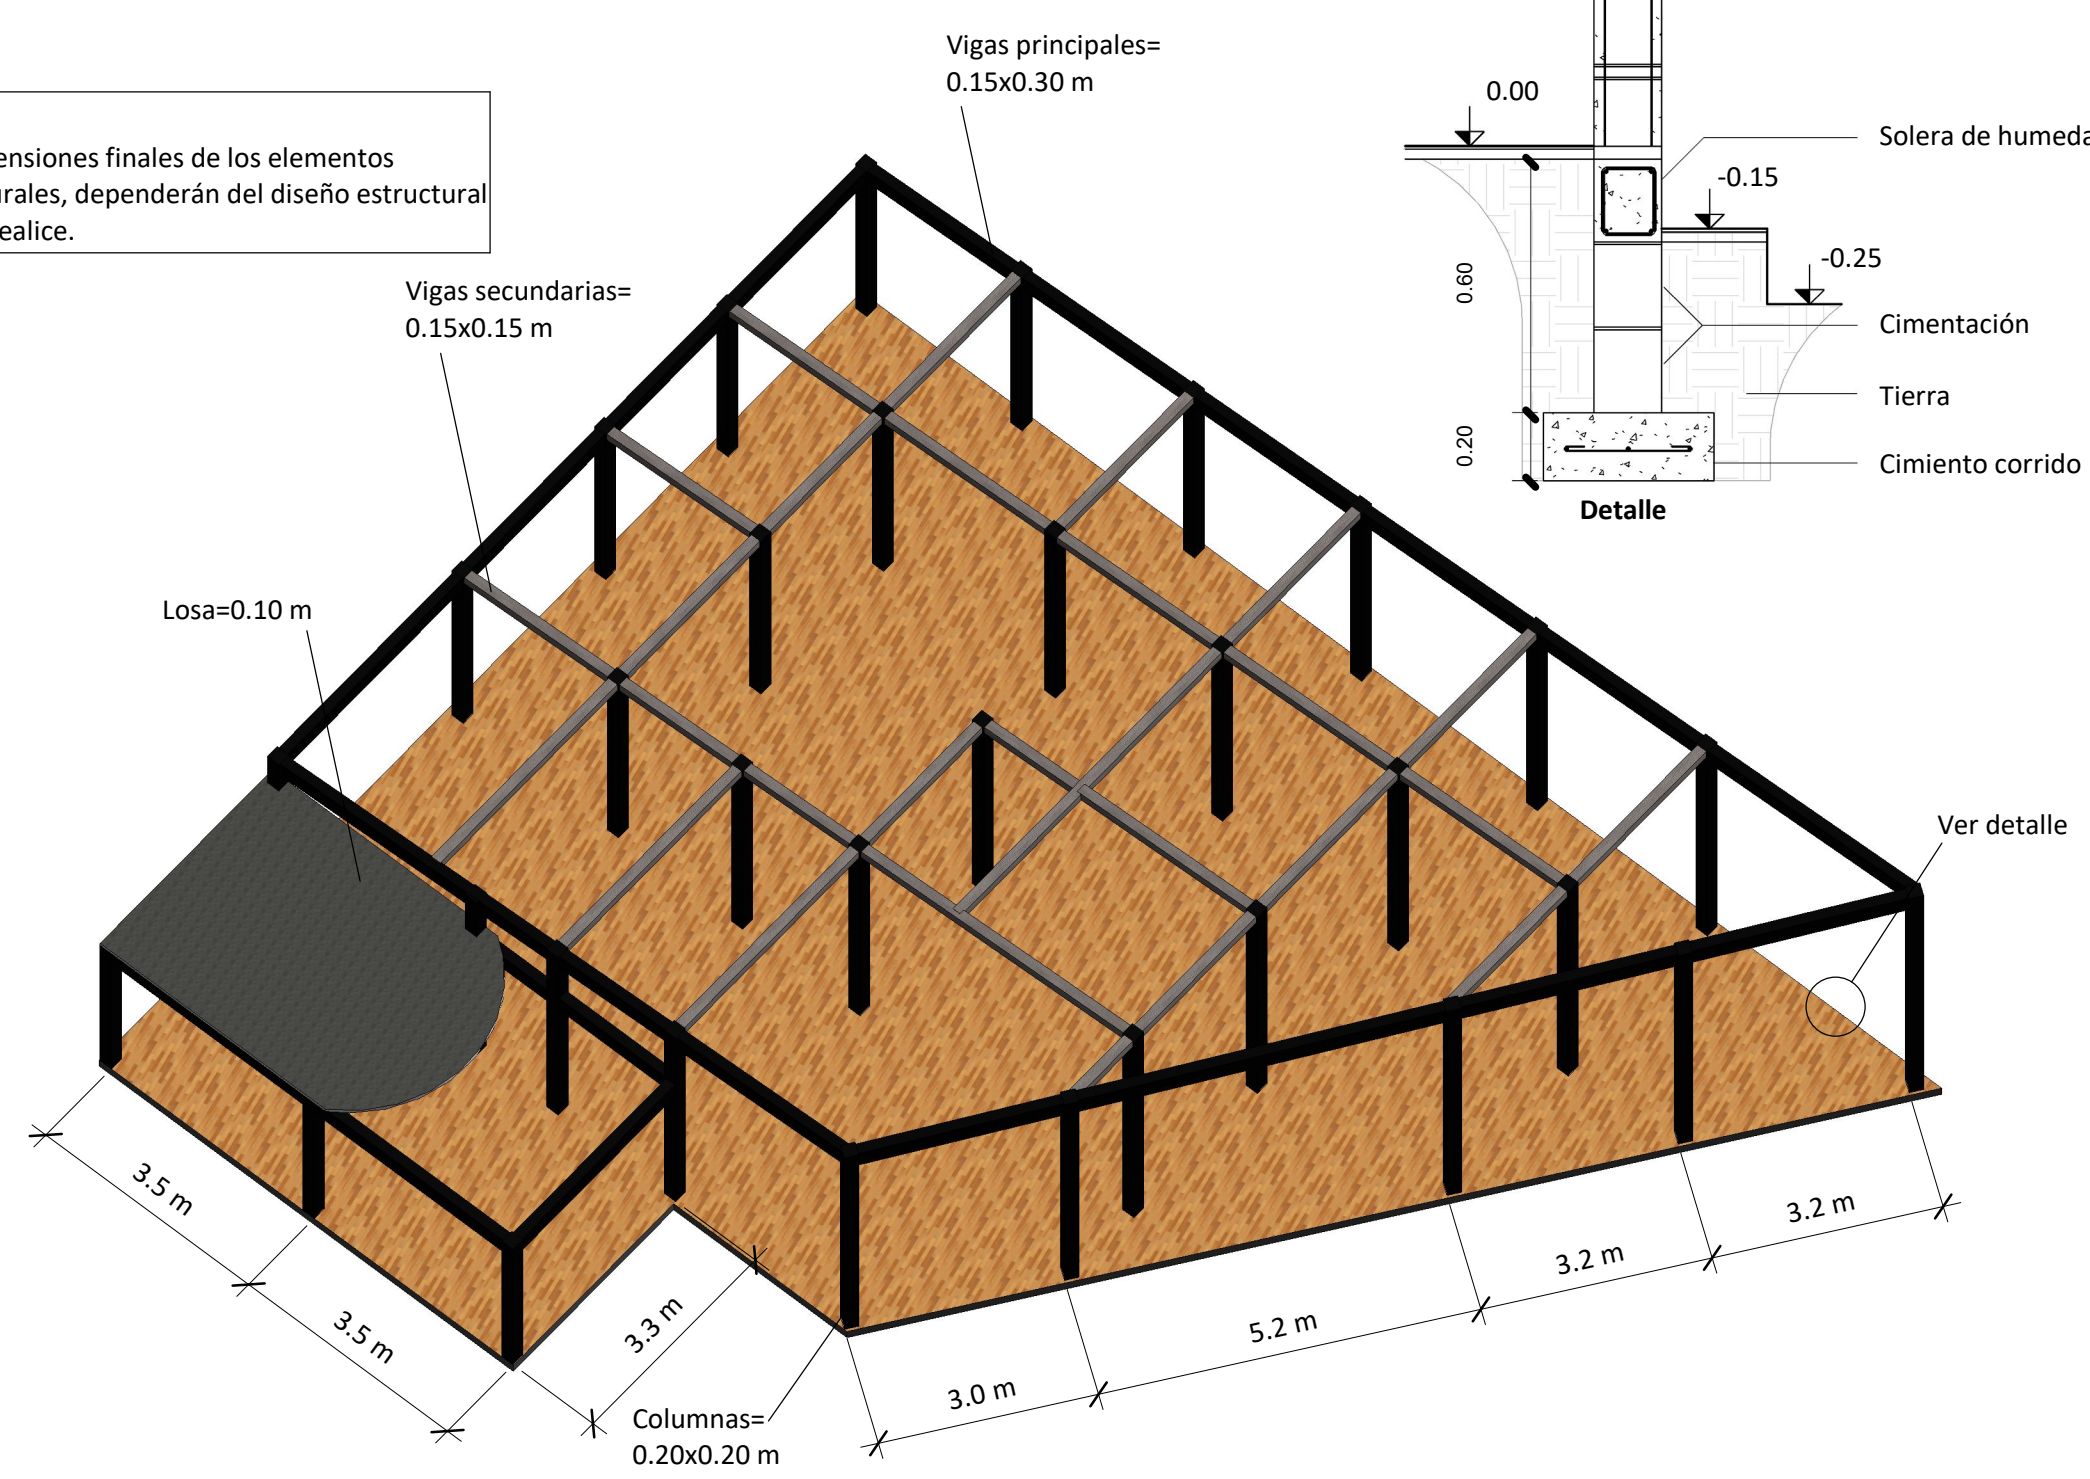 ensiones finales de los elementos
urales, dependerán del diseño estructural
ealice.
Vigas principales=
0.15x0.30 m
Vigas secundarias=
0.15x0.15 m
Losa=0.10 m
0.00
Solera de humeda
-0.15
-0.25
0.60
Cimentación
Tierra
0.20
Cimiento corrido
Detalle
Ver detalle
3.5 m
3.5 m
3.3 m
3.0 m
5.2 m
3.2 m
3.2 m
Columnas=
0.20x0.20 m